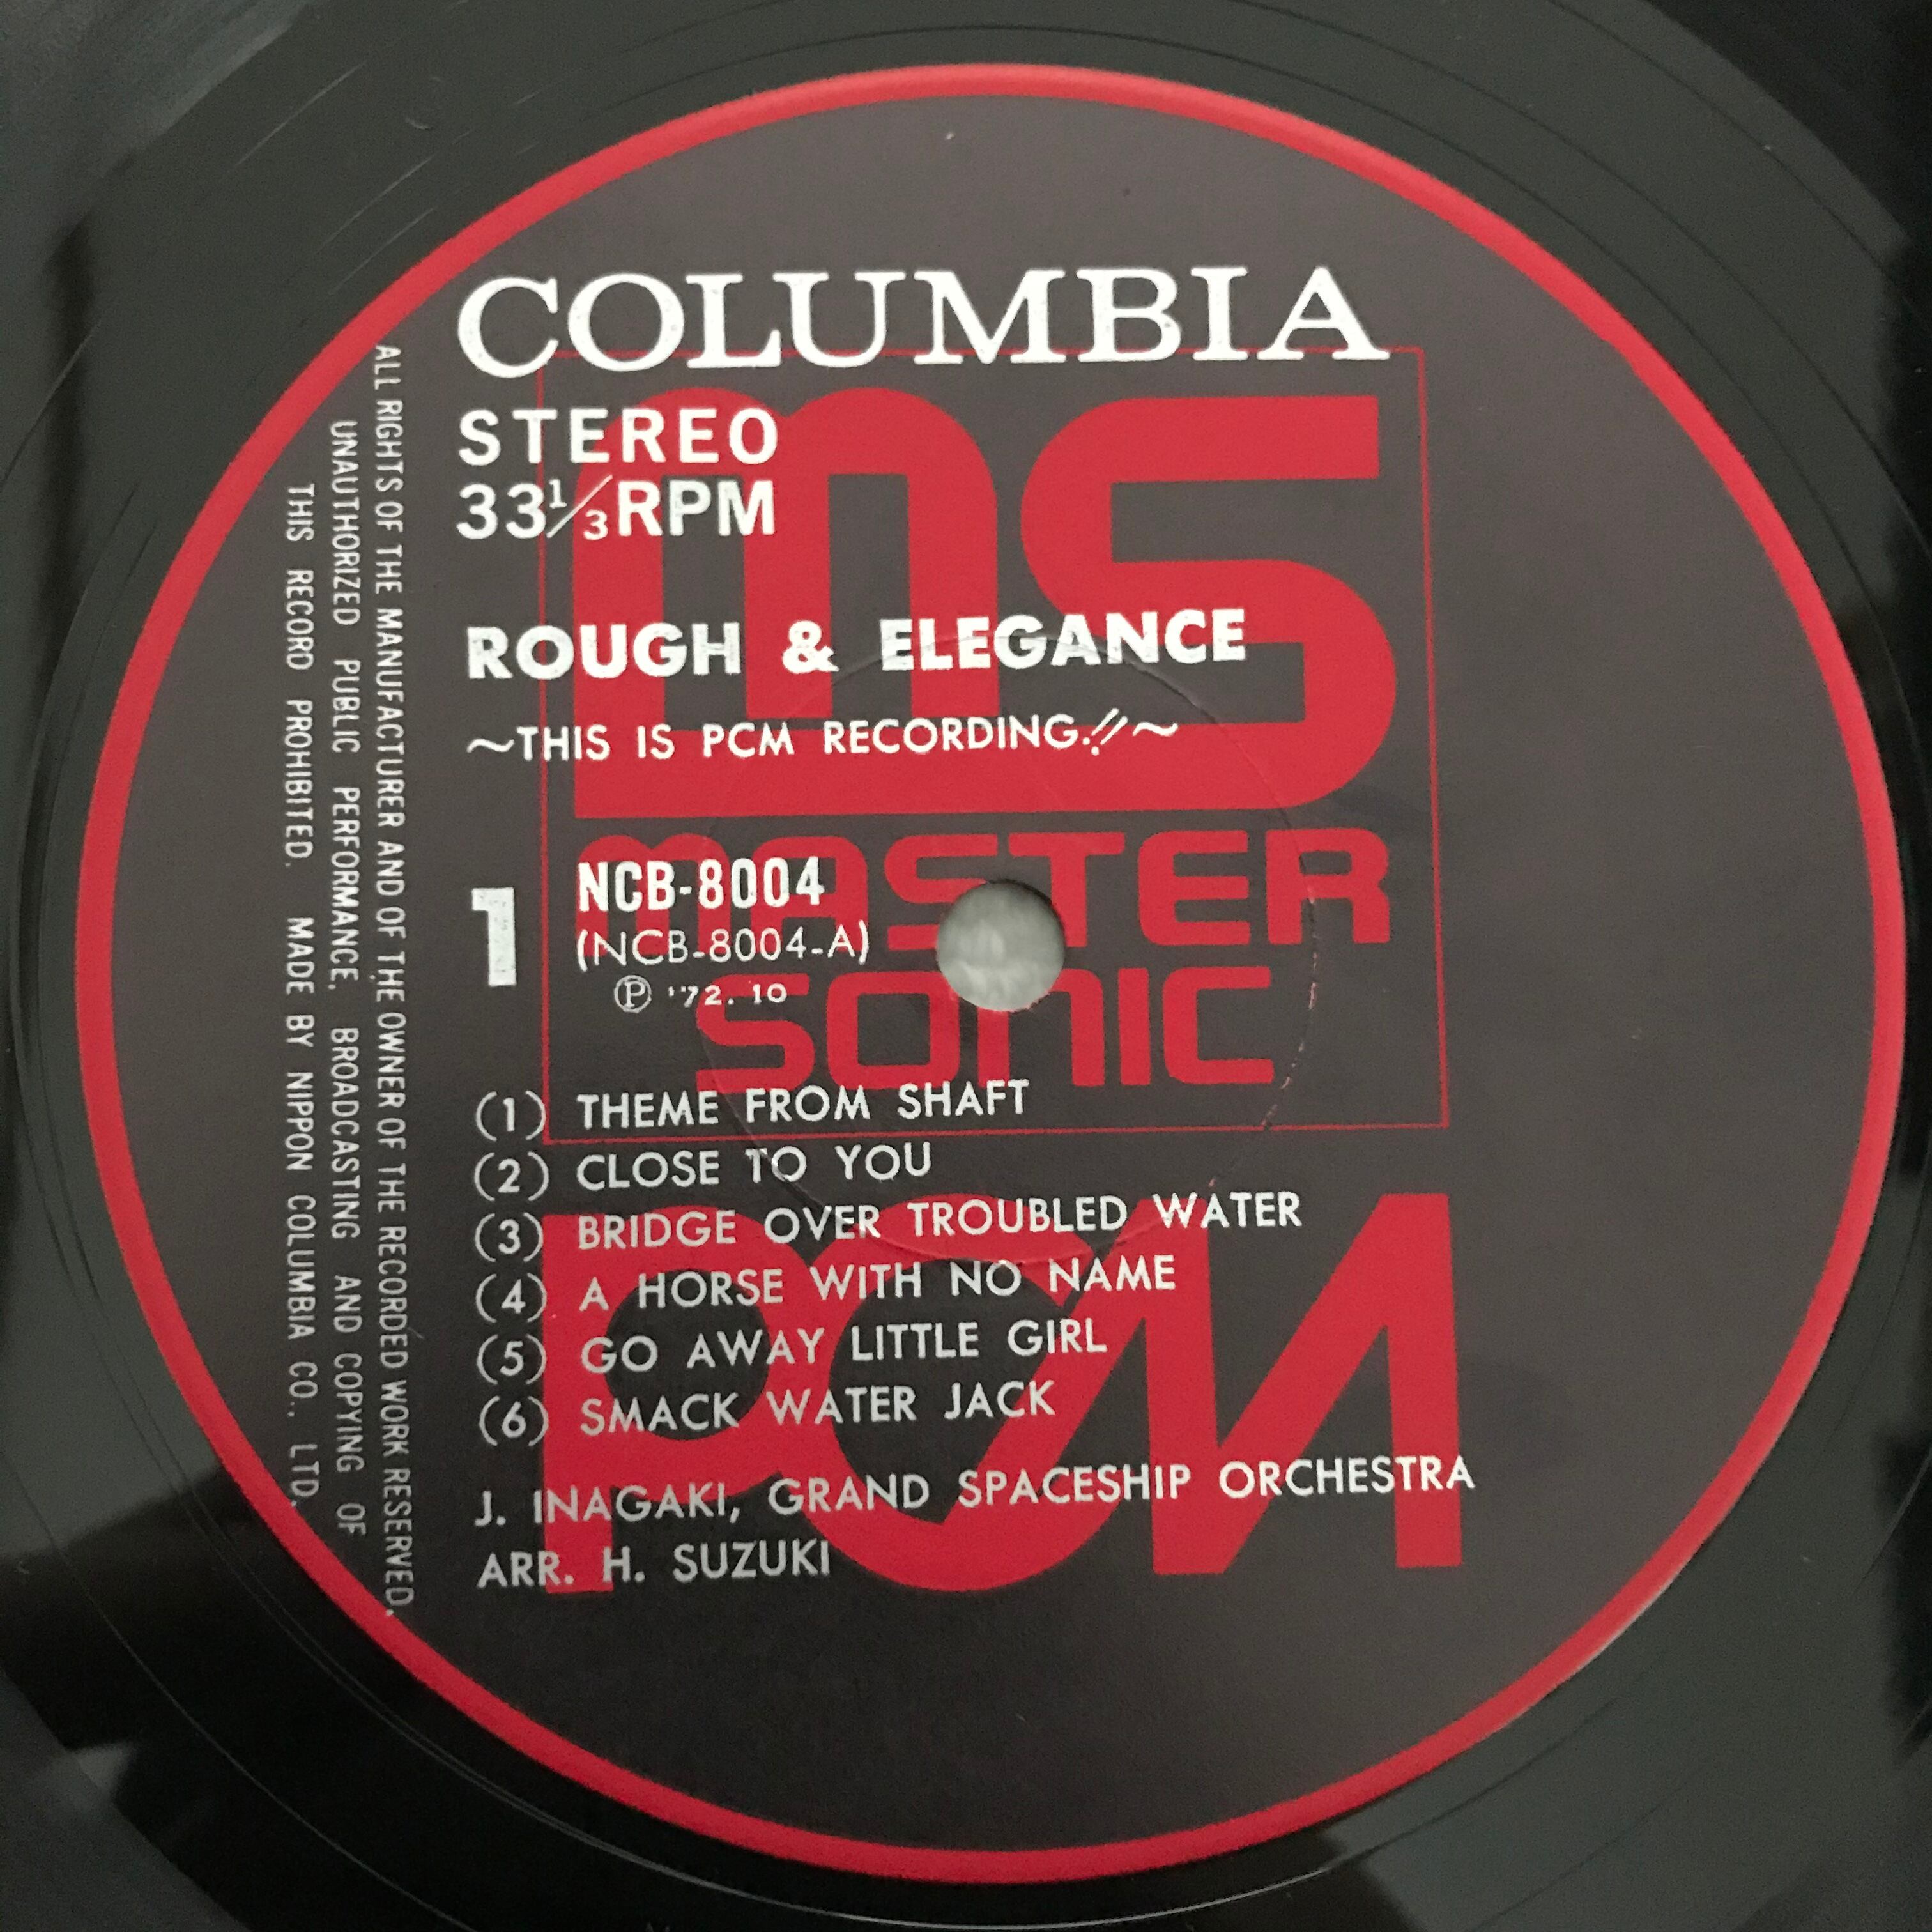 COLUMBIA
STEREO
33 1/3 RPM
ms
ROUGH & ELEGANCE
~THIS IS PCM RECORDING.!!~
MASTER
SONIC
1
NCB-8004
(NCB-8004-A)
Ⓟ '72.10
(1) THEME FROM SHAFT
(2) CLOSE TO YOU
(3) BRIDGE OVER TROUBLED WATER
(4) A HORSE WITH NO NAME
(5) GO AWAY LITTLE GIRL
(6) SMACK WATER JACK
PCM
J. INAGAKI, GRAND SPACESHIP ORCHESTRA
ARR. H. SUZUKI
ALL RIGHTS OF THE MANUFACTURER AND OF THE OWNER OF THE RECORDED WORK RESERVED.
UNAUTHORIZED PUBLIC PERFORMANCE, BROADCASTING AND COPYING OF
THIS RECORD PROHIBITED. MADE BY NIPPON COLUMBIA CO., LTD.